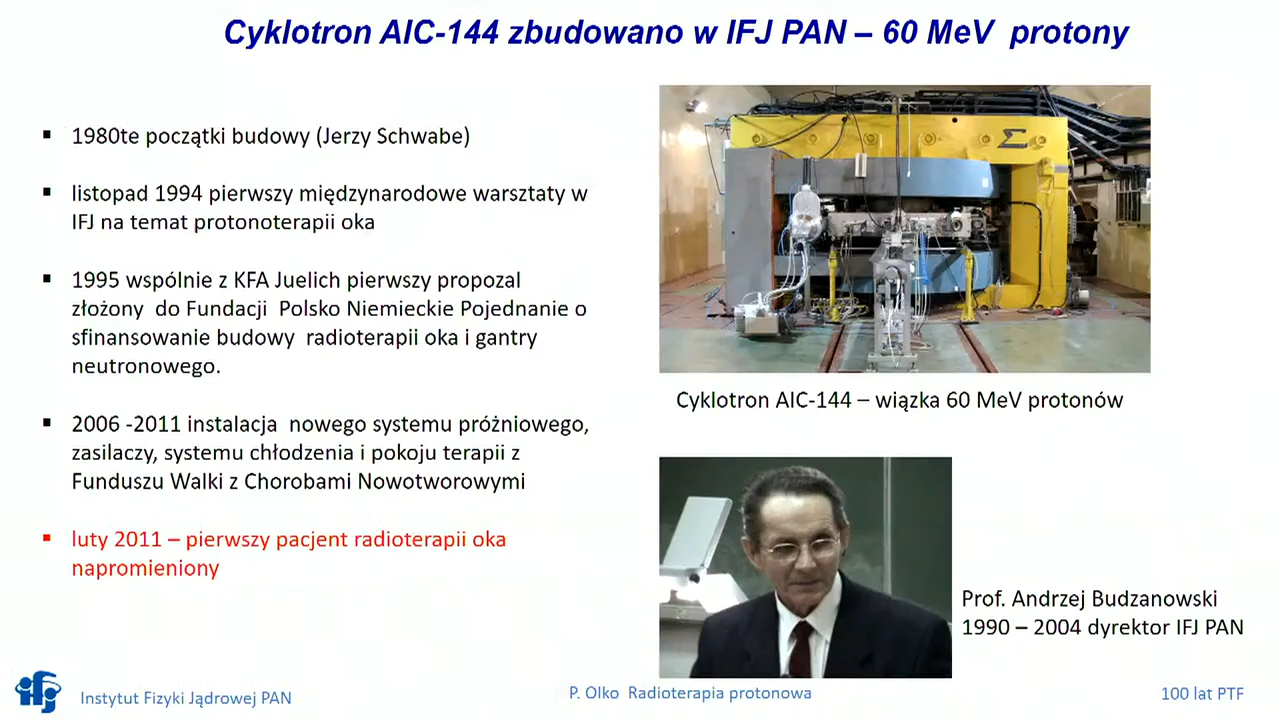 Cyklotron AIC-144 zbudowano w IFJ PAN – 60 MeV protony
▪ 1980te początki budowy (Jerzy Schwabe)
▪ listopad 1994 pierwszy międzynarodowe warsztaty w
IFJ na temat protonoterapii oka
▪ 1995 wspólnie z KFA Juelich pierwszy propozal
złożony do Fundacji Polsko Niemieckie Pojednanie o
sfinansowanie budowy radioterapii oka i gantry
neutronowego.
▪ 2006 -2011 instalacja nowego systemu próżniowego,
zasilaczy, systemu chłodzenia i pokoju terapii z
Funduszu Walki z Chorobami Nowotworowymi
▪ luty 2011 – pierwszy pacjent radioterapii oka
napromieniony
Σ
Cyklotron AIC-144 – wiązka 60 MeV protonów
Prof. Andrzej Budzanowski
1990 – 2004 dyrektor IFJ PAN
ifj
Instytut Fizyki Jądrowej PAN
P. Olko Radioterapia protonowa
100 lat PTF